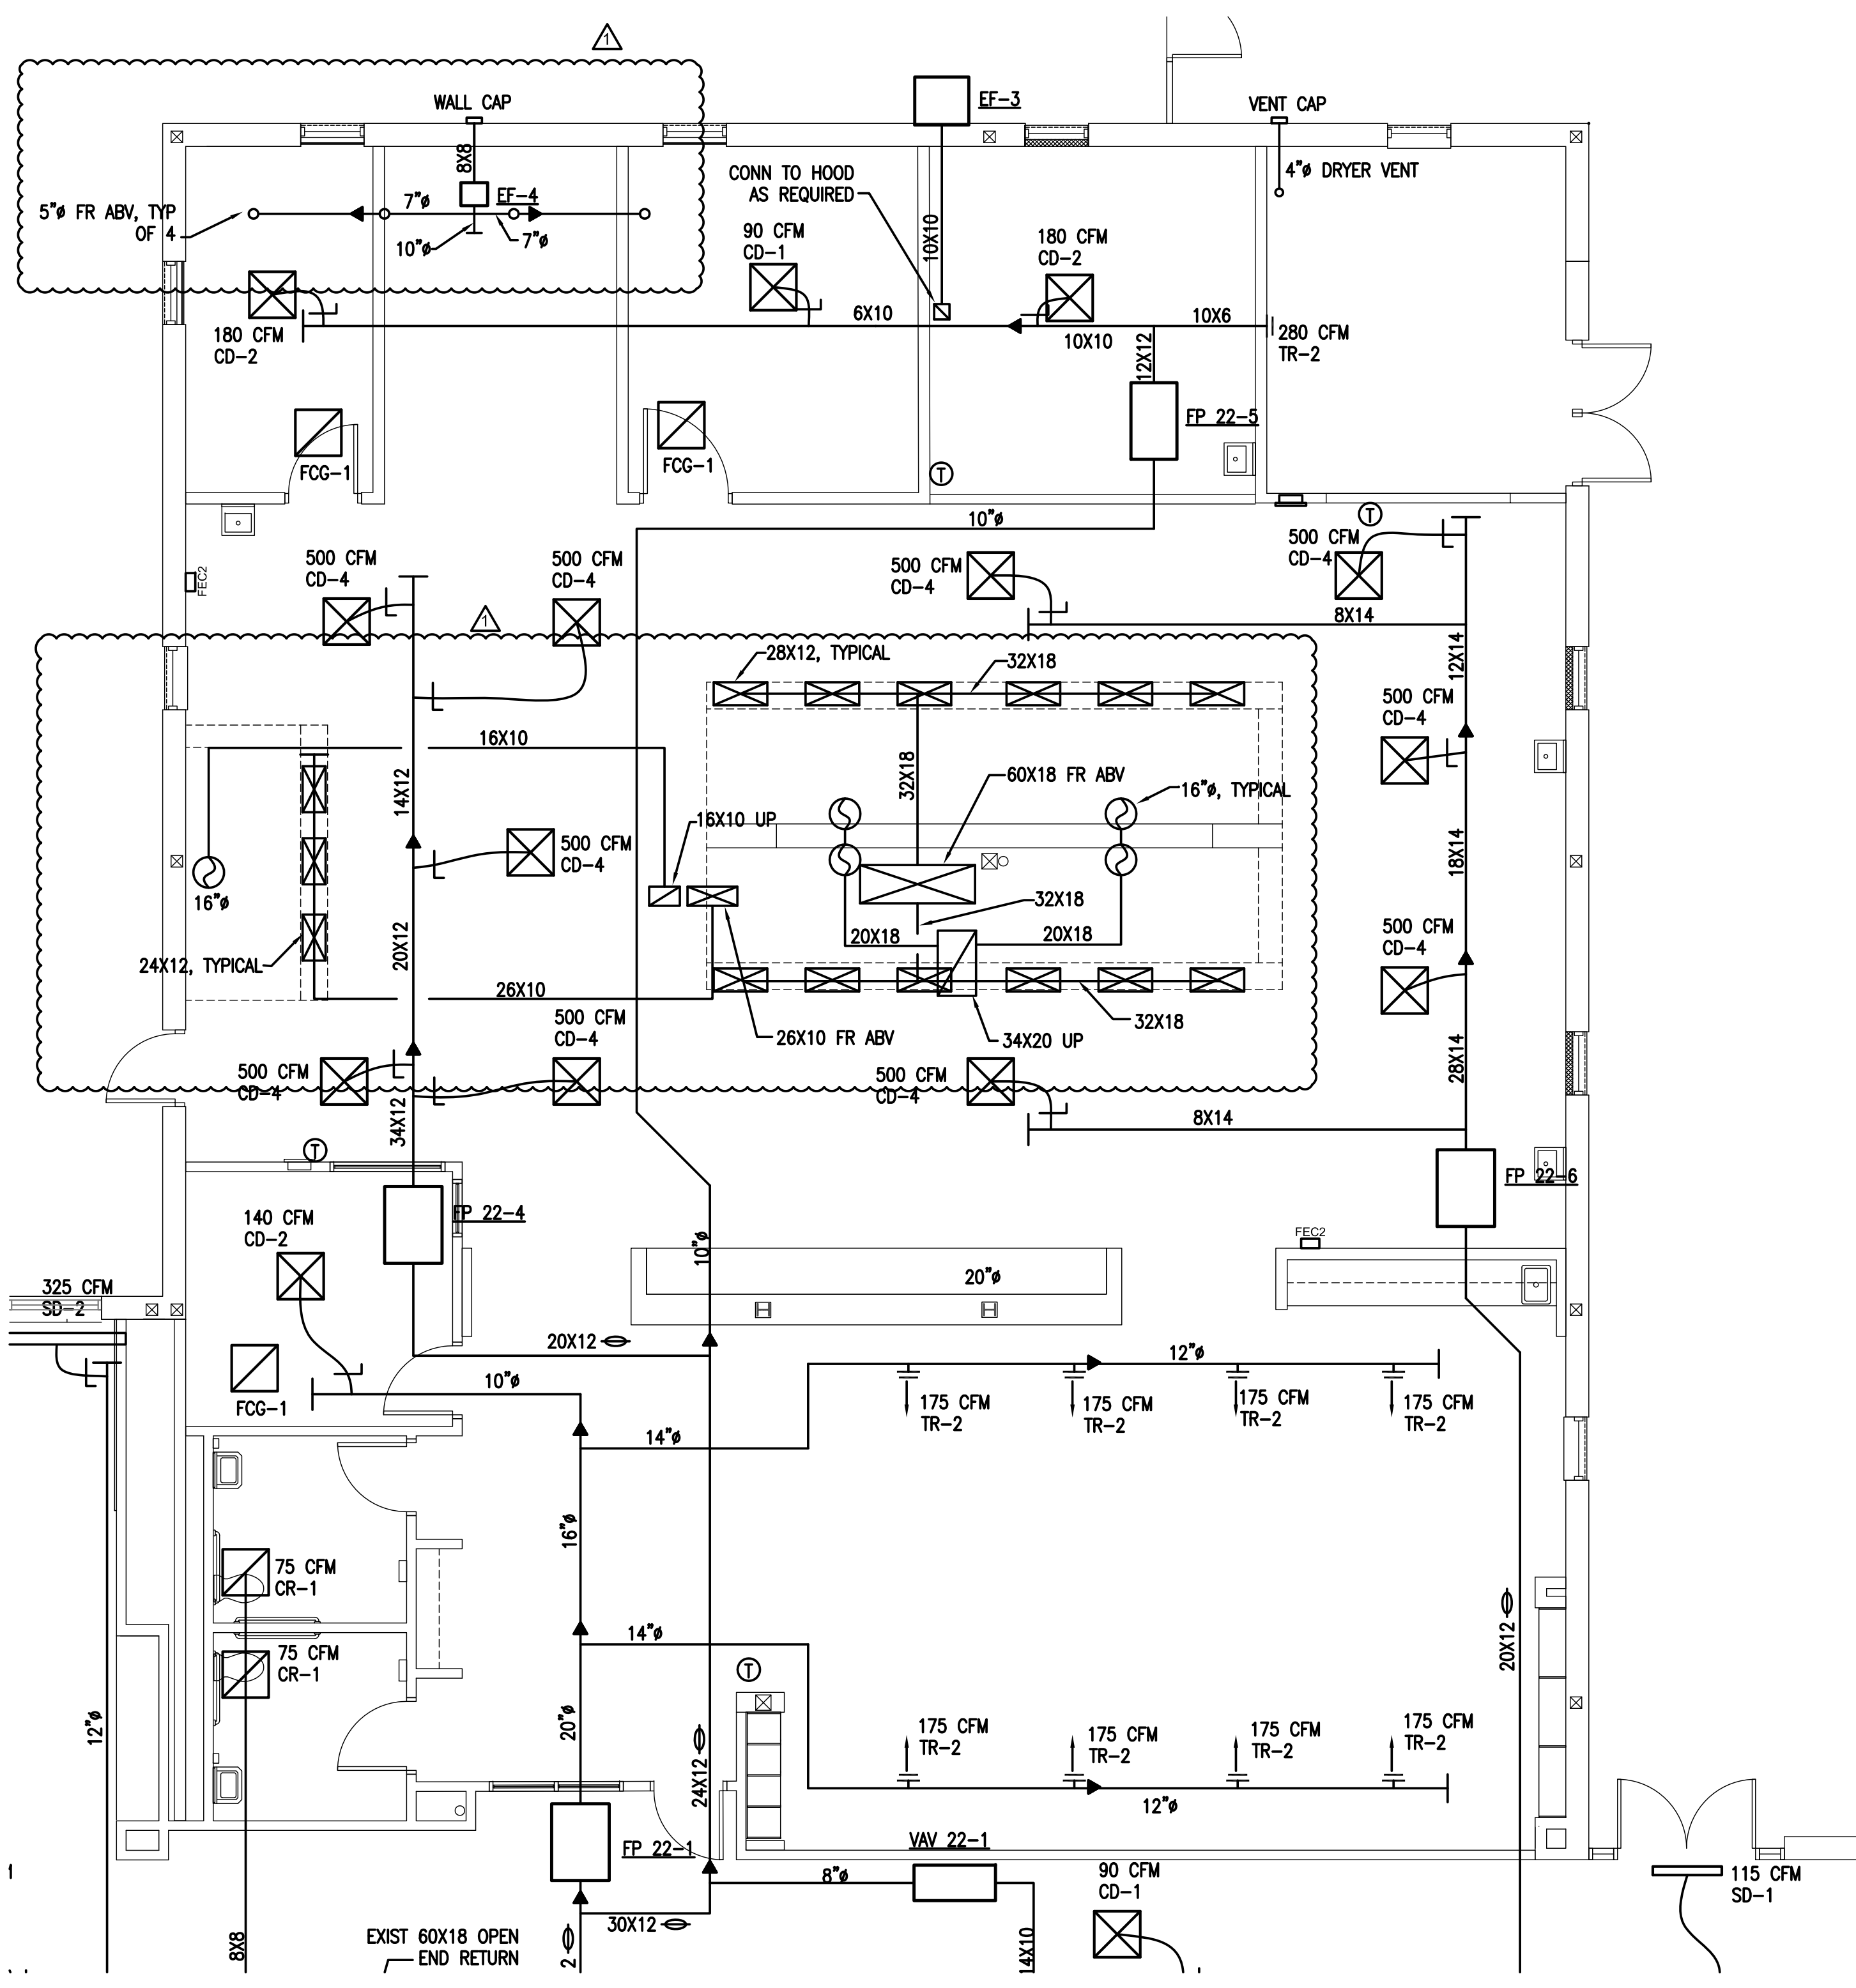 1
WALL CAP
EF-3
VENT CAP
8X8
CONN TO HOOD
AS REQUIRED
4"ø DRYER VENT
5"ø FR ABV, TYP
OF 4
7"ø
EF-4
10"ø
7"ø
10X10
90 CFM
CD-1
180 CFM
CD-2
180 CFM
CD-2
6X10
10X10
10X6
280 CFM
TR-2
12X12
FP 22-5
FCG-1
FCG-1
T
10"ø
T
FEC2
500 CFM
CD-4
500 CFM
CD-4
500 CFM
CD-4
500 CFM
CD-4
8X14
1
12X14
28X12, TYPICAL
32X18
500 CFM
CD-4
16X10
14X12
32X18
60X18 FR ABV
16"ø, TYPICAL
16X10 UP
500 CFM
CD-4
18X14
16"ø
32X18
20X12
20X18
20X18
500 CFM
CD-4
24X12, TYPICAL
26X10
26X10 FR ABV
32X18
34X20 UP
500 CFM
CD-4
500 CFM
CD-4
500 CFM
CD-4
28X14
34X12
8X14
T
FP 22-6
FP 22-4
140 CFM
CD-2
10"ø
FEC2
20"ø
325 CFM
SD-2
20X12
12"ø
FCG-1
10"ø
175 CFM
TR-2
175 CFM
TR-2
175 CFM
TR-2
175 CFM
TR-2
14"ø
16"ø
75 CFM
CR-1
14"ø
75 CFM
CR-1
T
20X12
12"ø
20"ø
24X12
175 CFM
TR-2
175 CFM
TR-2
175 CFM
TR-2
175 CFM
TR-2
12"ø
FP 22-1
VAV 22-1
8"ø
90 CFM
CD-1
115 CFM
SD-1
30X12
EXIST 60X18 OPEN
END RETURN
8X8
2
14X10